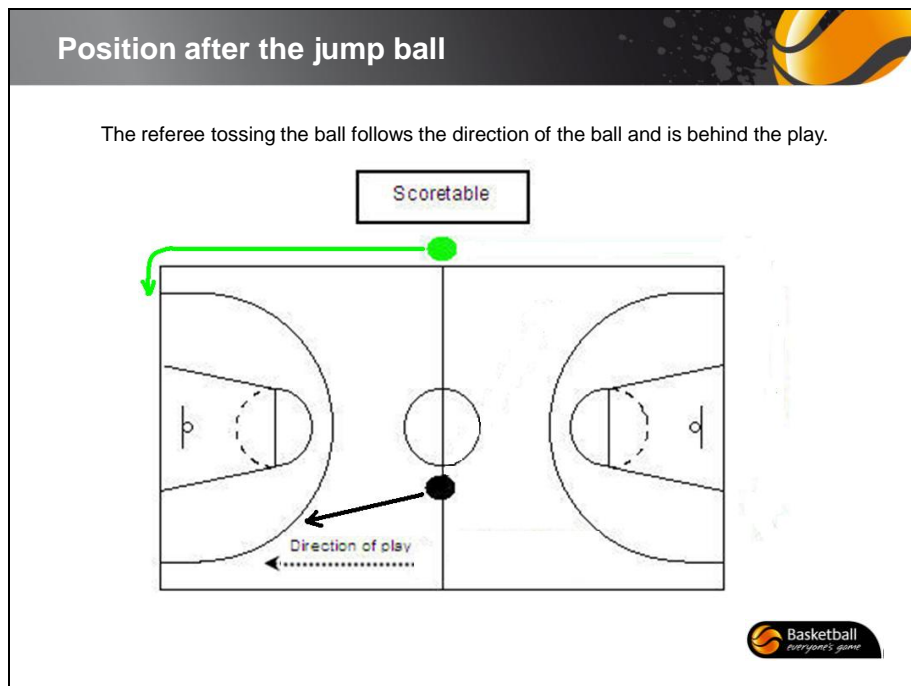 Position after the jump ball
The referee tossing the ball follows the direction of the ball and is behind the play.
Scoretable
Direction of play
Basketball
everyone's game